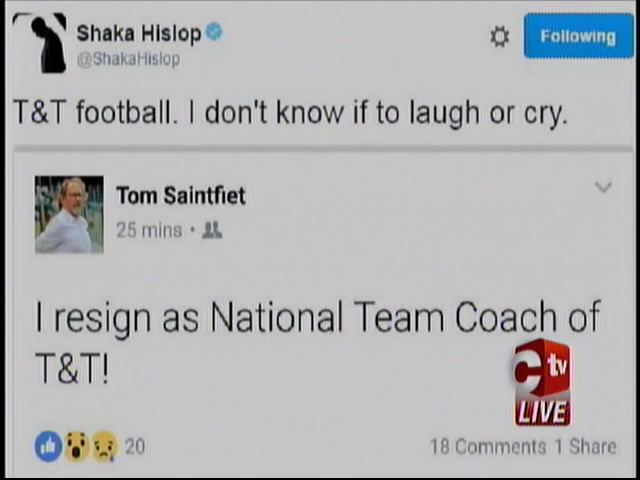 Shaka Hislop
@ShakaHislop
Following
T&T football. I don't know if to laugh or cry.
Tom Saintfiet
25 mins
I resign as National Team Coach of
T&T!
C tv
LIVE
20
18 Comments 1 Share